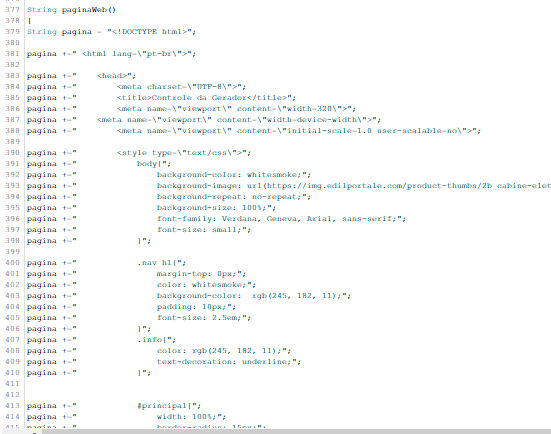 377 String paginaWeb()
378 {
379 String pagina = "<!DOCTYPE html>";
380
381 pagina +=" <html lang=\"pt-br\">";
382
383 pagina +=" <head>";
384 pagina +=" <meta charset=\"UTF-8\">";
385 pagina +=" <title>Controle da Gerador</title>";
386 pagina +=" <meta name=\"viewport\" content=\"width=320\">";
387 pagina +=" <meta name=\"viewport\" content=\"width=device-width\">";
388 pagina +=" <meta name=\"viewport\" content=\"initial-scale=1.0 user-scalable=no\">";
389
390 pagina +=" <style type=\"text/css\">";
391 pagina +=" body{";
392 pagina +=" background-color: whitesmoke;";
393 pagina +=" background-image: url(https://img.edilportale.com/product-thumbs/2b_cabine-elet
394 pagina +=" background-repeat: no-repeat;";
395 pagina +=" background-size: 100%;";
396 pagina +=" font-family: Verdana, Geneva, Arial, sans-serif;";
397 pagina +=" font-size: small;";
398 pagina +=" }";
399
400 pagina +=" .nav h1{";
401 pagina +=" margin-top: 0px;";
402 pagina +=" color: whitesmoke;";
403 pagina +=" background-color: rgb(245, 182, 11);";
404 pagina +=" padding: 10px;";
405 pagina +=" font-size: 2.5em;";
406 pagina +=" }";
407 pagina +=" .info{";
408 pagina +=" color: rgb(245, 182, 11);";
409 pagina +=" text-decoration: underline;";
410 pagina +=" }";
411
412
413 pagina +=" #principal{";
414 pagina +=" width: 100%;";
415 pagina +=" border-radius: 15px;"